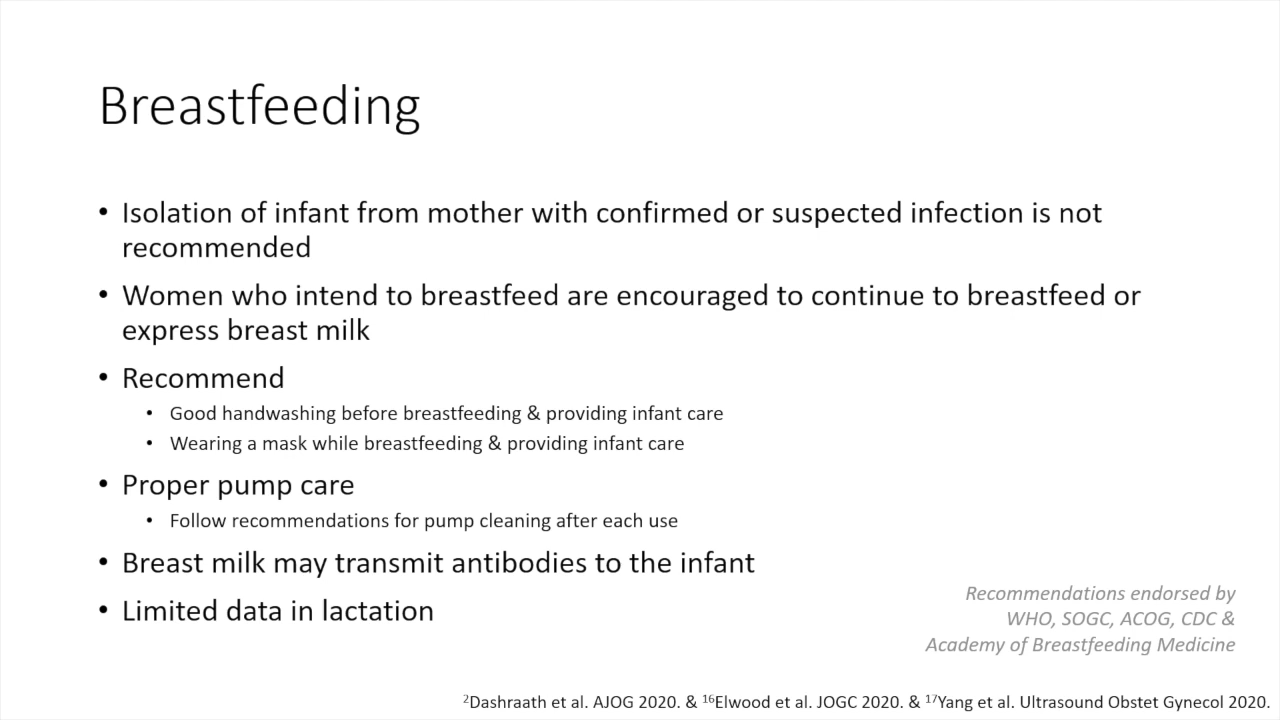 Breastfeeding
• Isolation of infant from mother with confirmed or suspected infection is not
recommended
• Women who intend to breastfeed are encouraged to continue to breastfeed or
express breast milk
• Recommend
• Good handwashing before breastfeeding & providing infant care
• Wearing a mask while breastfeeding & providing infant care
• Proper pump care
• Follow recommendations for pump cleaning after each use
• Breast milk may transmit antibodies to the infant
• Limited data in lactation
Recommendations endorsed by
WHO, SOGC, ACOG, CDC &
Academy of Breastfeeding Medicine
²Dashraath et al. AJOG 2020. & ¹⁶Elwood et al. JOGC 2020. & ¹⁷Yang et al. Ultrasound Obstet Gynecol 2020.